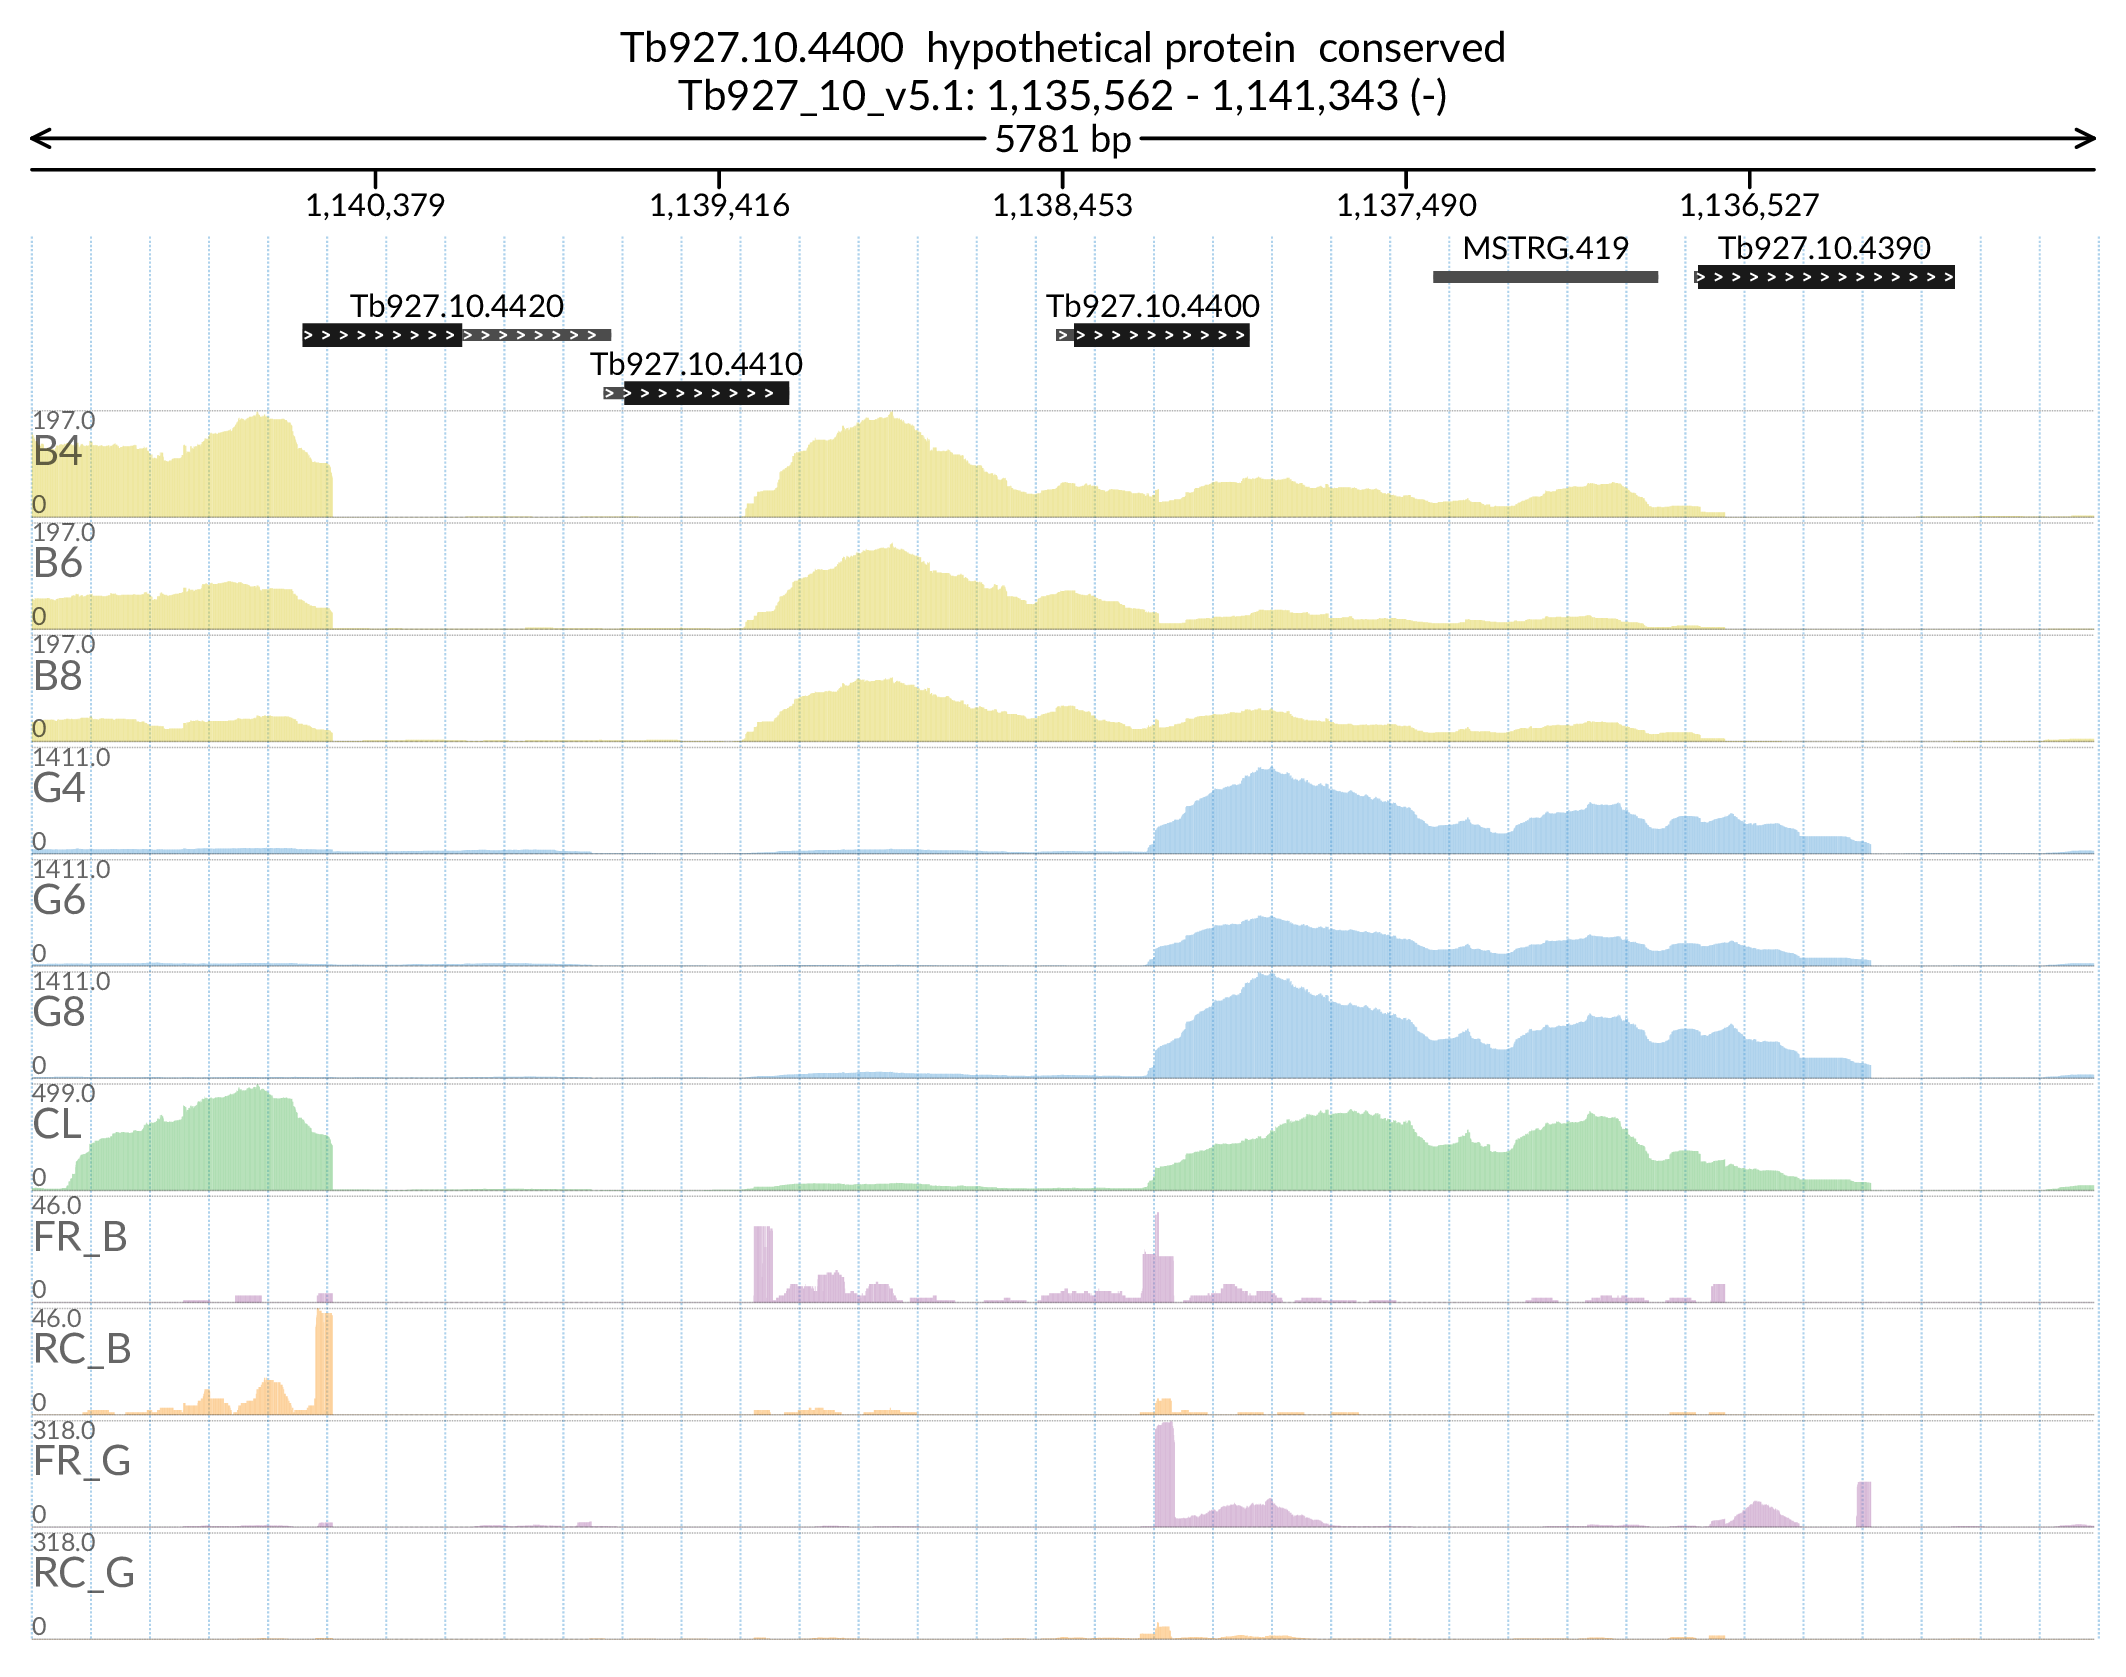 Tb927.10.4400  hypothetical protein  conserved
Tb927_10_v5.1: 1,135,562 - 1,141,343 (-)
5781 bp
1,140,379 1,139,416 1,138,453 1,137,490 1,136,527
MSTRG.419 Tb927.10.4390
Tb927.10.4420 Tb927.10.4400
Tb927.10.4410
197.0
B4
0
197.0
B6
0
197.0
B8
0
1411.0
G4
0
1411.0
G6
0
1411.0
G8
0
499.0
CL
0
46.0
FR_B
0
46.0
RC_B
0
318.0
FR_G
0
318.0
RC_G
0